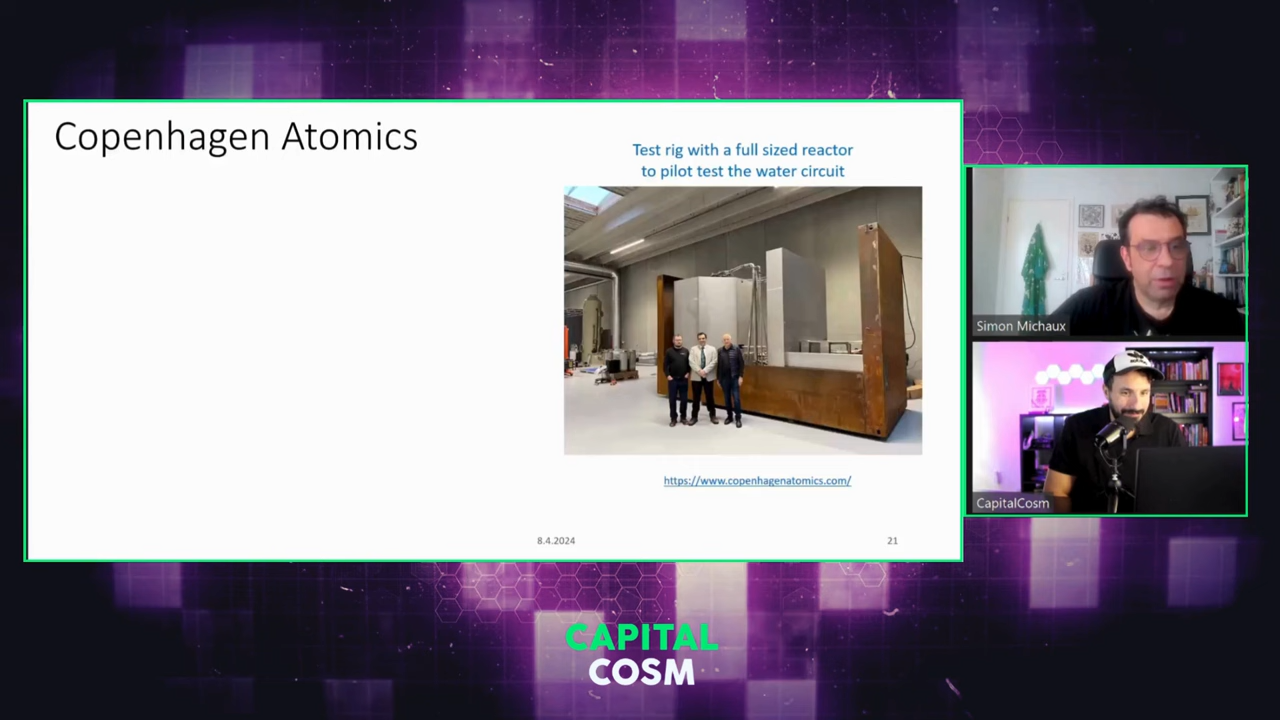 Copenhagen Atomics
Test rig with a full sized reactor
to pilot test the water circuit
https://www.copenhagenatomics.com/
8.4.2024
21
Simon Michaux
CapitalCosm
CAPITAL
COSM